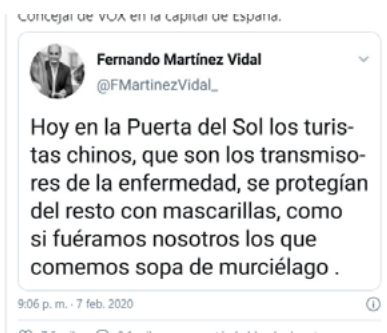 Concejal de VOX en la capital de España.
Fernando Martínez Vidal
@FMartinezVidal_
Hoy en la Puerta del Sol los turis-
tas chinos, que son los transmiso-
res de la enfermedad, se protegían
del resto con mascarillas, como
si fuéramos nosotros los que
comemos sopa de murciélago .
9:06 p. m. · 7 feb. 2020